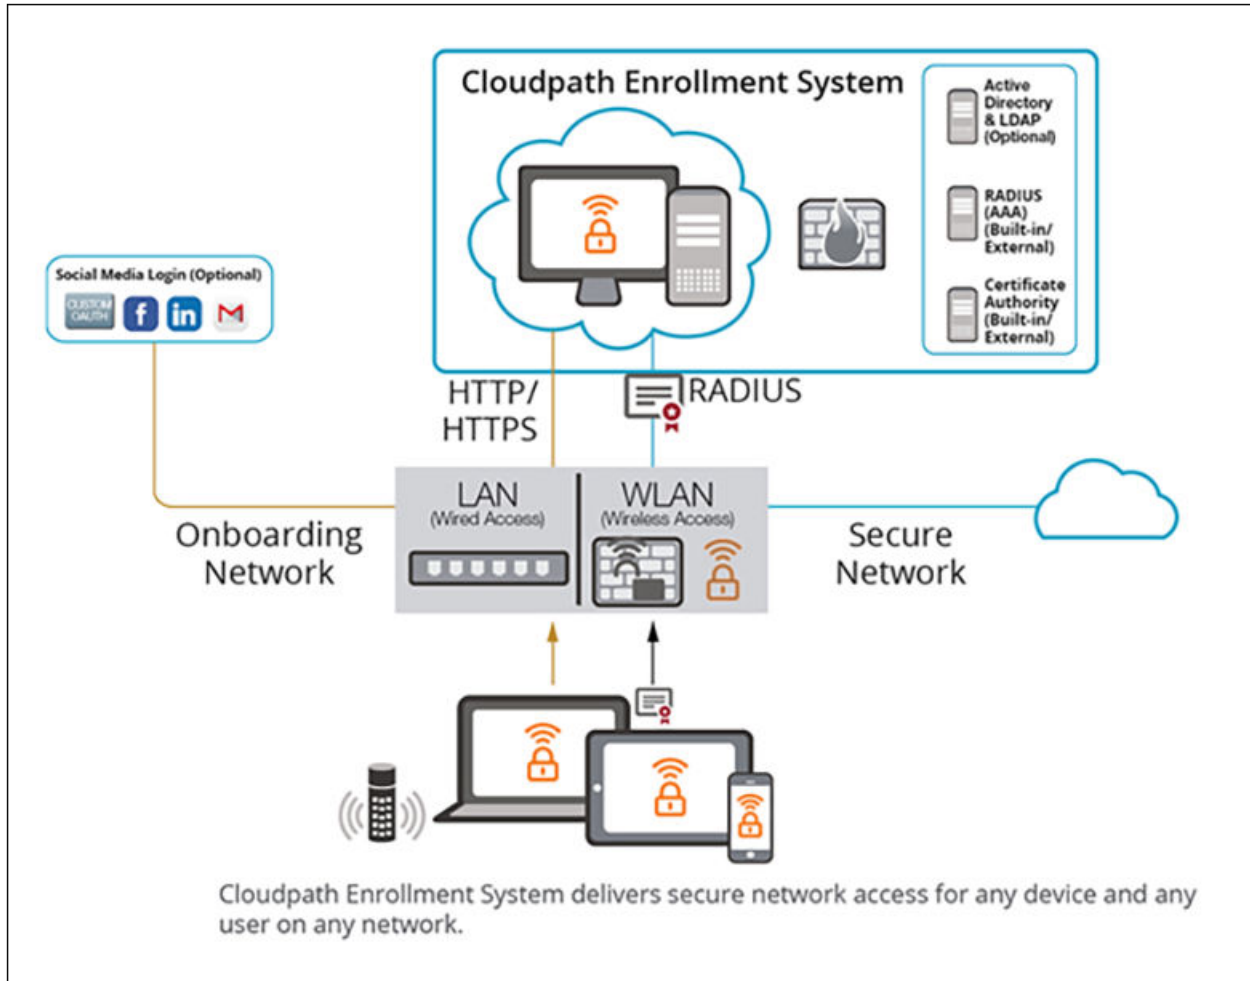 Cloudpath Enrollment System
Active
Directory
& LDAP
(Optional)
RADIUS
(AAA)
(Built-in/
External)
Certificate
Authority
(Built-in/
External)
Social Media Login (Optional)
CUSTOM
OAUTH
f
in
M
HTTP/
HTTPS
RADIUS
LAN
(Wired Access)
WLAN
(Wireless Access)
Onboarding
Network
Secure
Network
Cloudpath Enrollment System delivers secure network access for any device and any
user on any network.